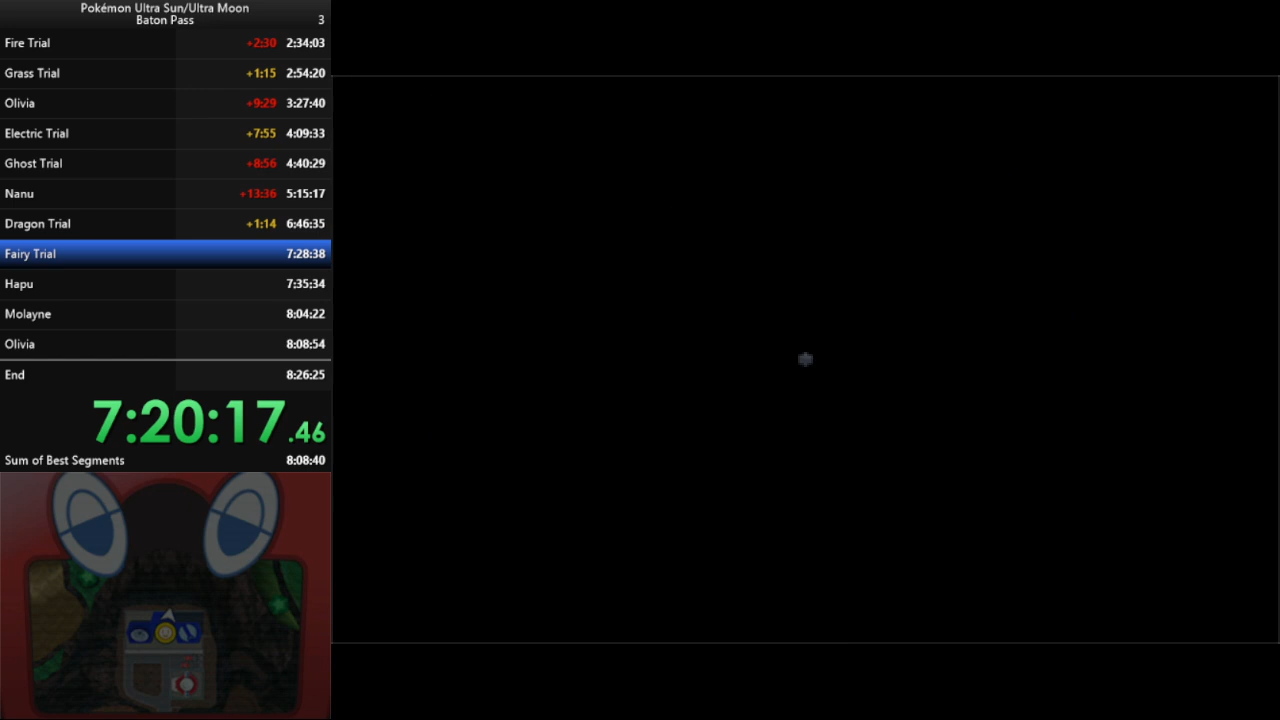 Pokémon Ultra Sun/Ultra Moon
Baton Pass 3
Fire Trial +2:30 2:34:03
Grass Trial +1:15 2:54:20
Olivia +9:29 3:27:40
Electric Trial +7:55 4:09:33
Ghost Trial +8:56 4:40:29
Nanu +13:36 5:15:17
Dragon Trial +1:14 6:46:35
Fairy Trial 7:28:38
Hapu 7:35:34
Molayne 8:04:22
Olivia 8:08:54
End 8:26:25
7:20:17.46
Sum of Best Segments 8:08:40